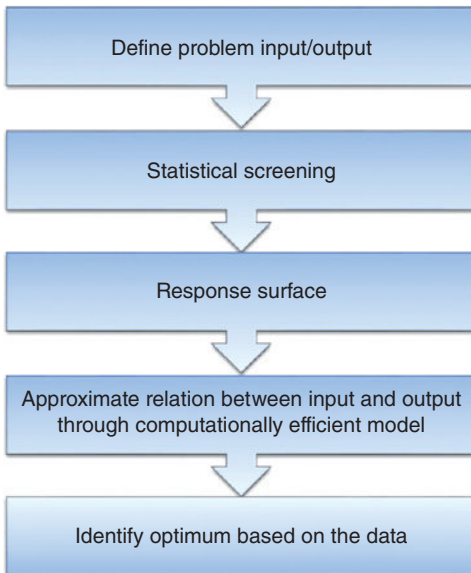 Define problem input/output
Statistical screening
Response surface
Approximate relation between input and output
through computationally efficient model
Identify optimum based on the data